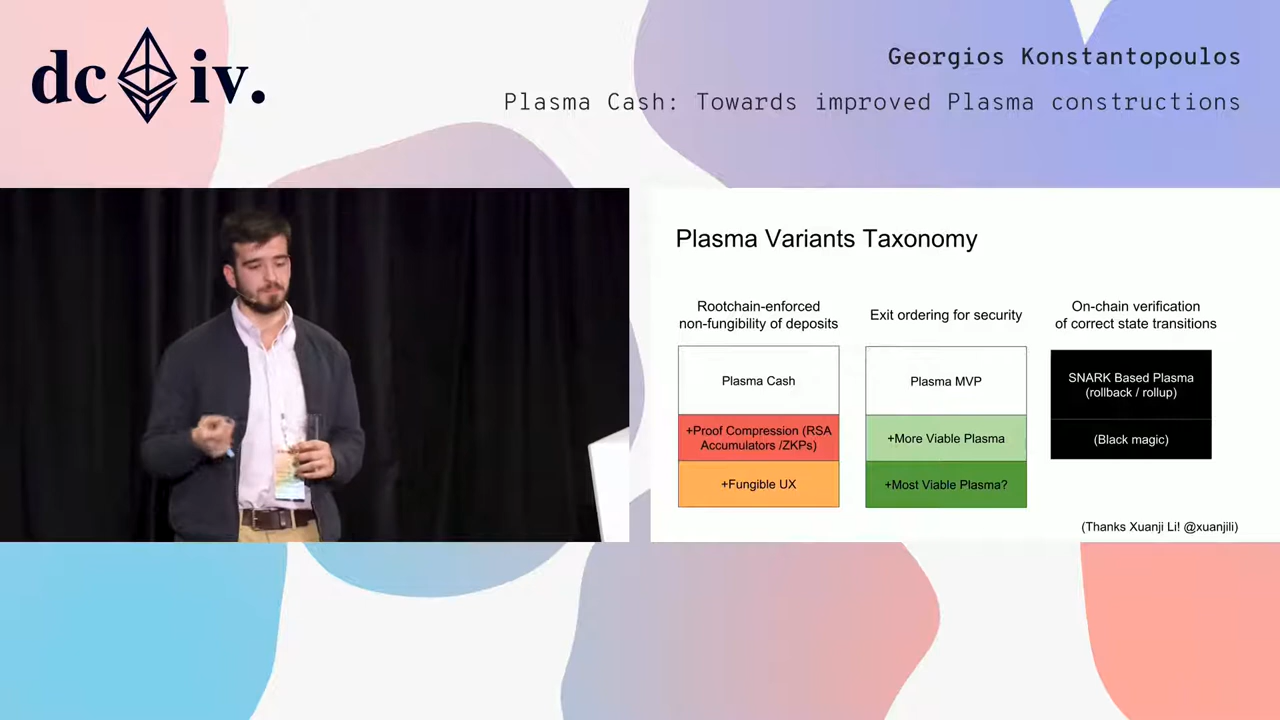 dc iv.
Georgios Konstantopoulos
Plasma Cash: Towards improved Plasma constructions
Plasma Variants Taxonomy
Rootchain-enforced
non-fungibility of deposits
Plasma Cash
+Proof Compression (RSA
Accumulators /ZKPs)
+Fungible UX
Exit ordering for security
Plasma MVP
+More Viable Plasma
+Most Viable Plasma?
On-chain verification
of correct state transitions
SNARK Based Plasma
(rollback / rollup)
(Black magic)
(Thanks Xuanji Li! @xuanjili)